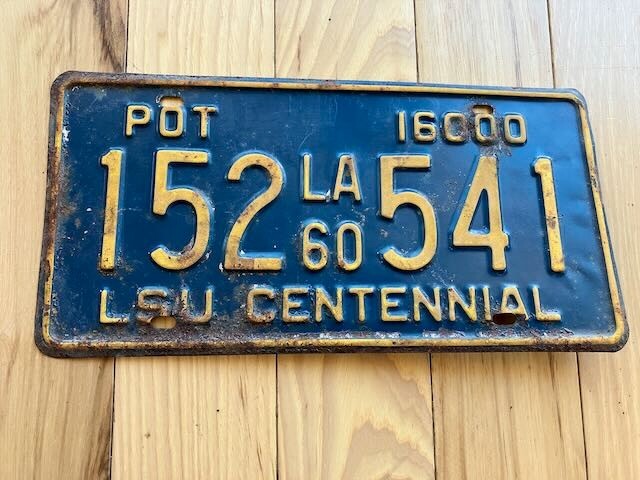 POT 16000
152 LA 60 541
LSU CENTENNIAL